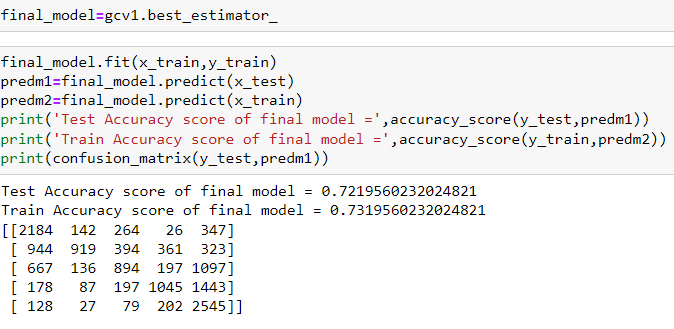 final_model=gcv1.best_estimator_
final_model.fit(x_train,y_train)
predm1=final_model.predict(x_test)
predm2=final_model.predict(x_train)
print('Test Accuracy score of final model =',accuracy_score(y_test,predm1))
print('Train Accuracy score of final model =',accuracy_score(y_train,predm2))
print(confusion_matrix(y_test,predm1))
Test Accuracy score of final model = 0.7219560232024821
Train Accuracy score of final model = 0.7319560232024821
[[2184  142  264   26  347]
 [ 944  919  394  361  323]
 [ 667  136  894  197 1097]
 [ 178   87  197 1045 1443]
 [ 128   27   79  202 2545]]